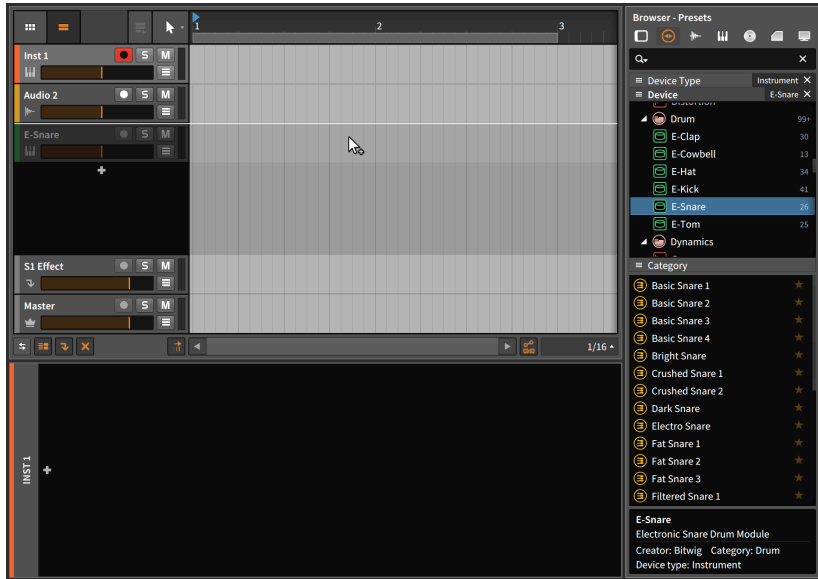 1 2 3
Inst 1 S M
Audio 2 S M
E-Snare S M
S1 Effect S M
Master S M
1/16
INST 1
Browser - Presets
Device Type Instrument
Device E-Snare
Distortion
Drum 99+
E-Clap 30
E-Cowbell 13
E-Hat 34
E-Kick 41
E-Snare 26
E-Tom 25
Dynamics
Category
Basic Snare 1
Basic Snare 2
Basic Snare 3
Basic Snare 4
Bright Snare
Crushed Snare 1
Crushed Snare 2
Dark Snare
Electro Snare
Fat Snare 1
Fat Snare 2
Fat Snare 3
Filtered Snare 1
E-Snare
Electronic Snare Drum Module
Creator: Bitwig Category: Drum
Device type: Instrument